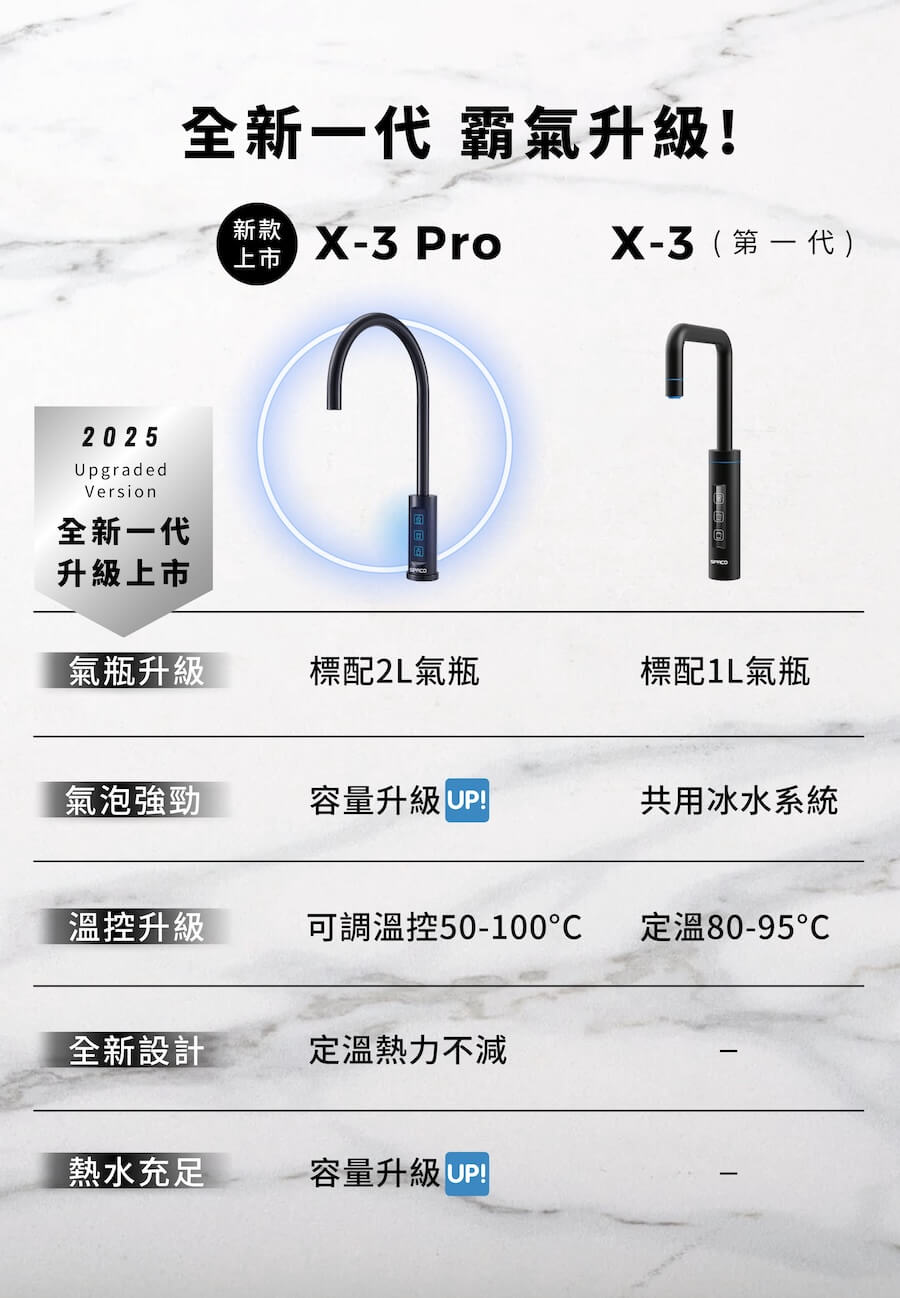 全新一代 霸氣升級!
新款
上市
X-3 Pro
X-3 (第一代)
2025
Upgraded
Version
全新一代
升級上市
SPACO
SPACO
氣瓶升級 標配2L氣瓶 標配1L氣瓶
氣泡強勁 容量升級 UP! 共用冰水系統
溫控升級 可調溫控50-100°C 定溫80-95°C
全新設計 定溫熱力不減 –
熱水充足 容量升級 UP! –